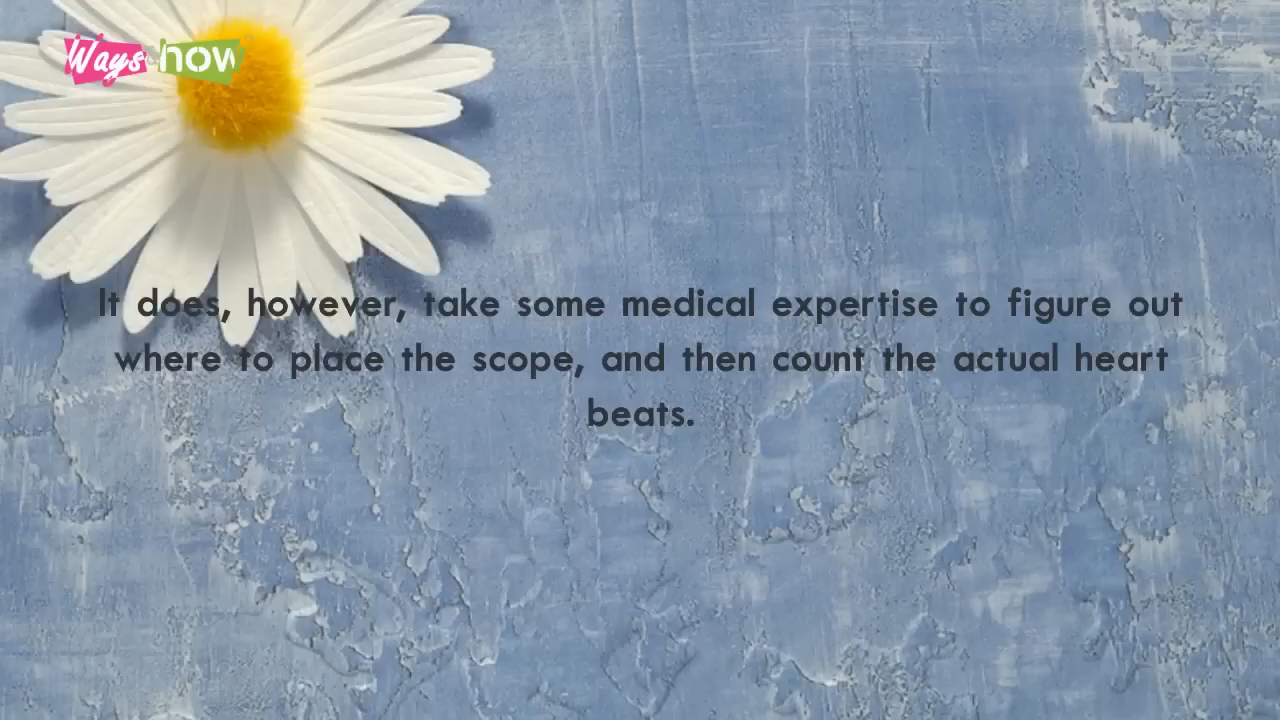 Ways how
It does, however, take some medical expertise to figure out
where to place the scope, and then count the actual heart
beats.